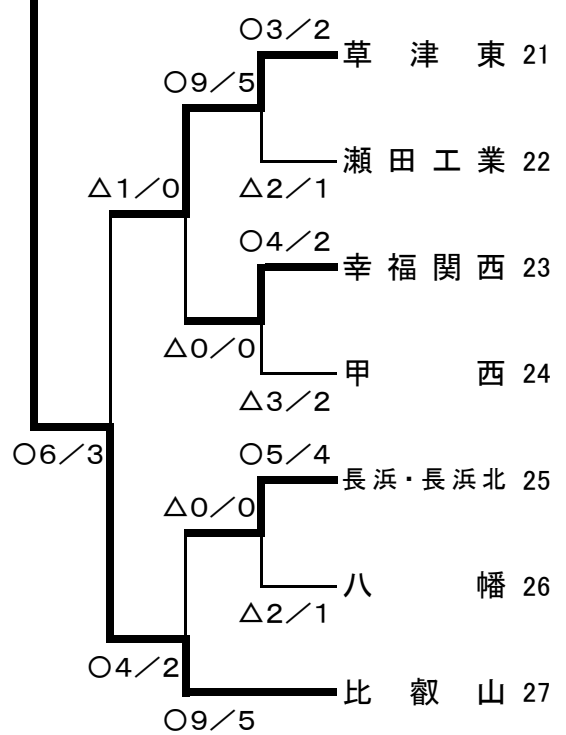 ○3／2
草津東 21
○9／5
瀬田工業 22
△1／0
△2／1
○4／2
幸福関西 23
△0／0
甲西 24
△3／2
○6／3
○5／4
長浜・長浜北 25
△0／0
八幡 26
△2／1
○4／2
比叡山 27
○9／5